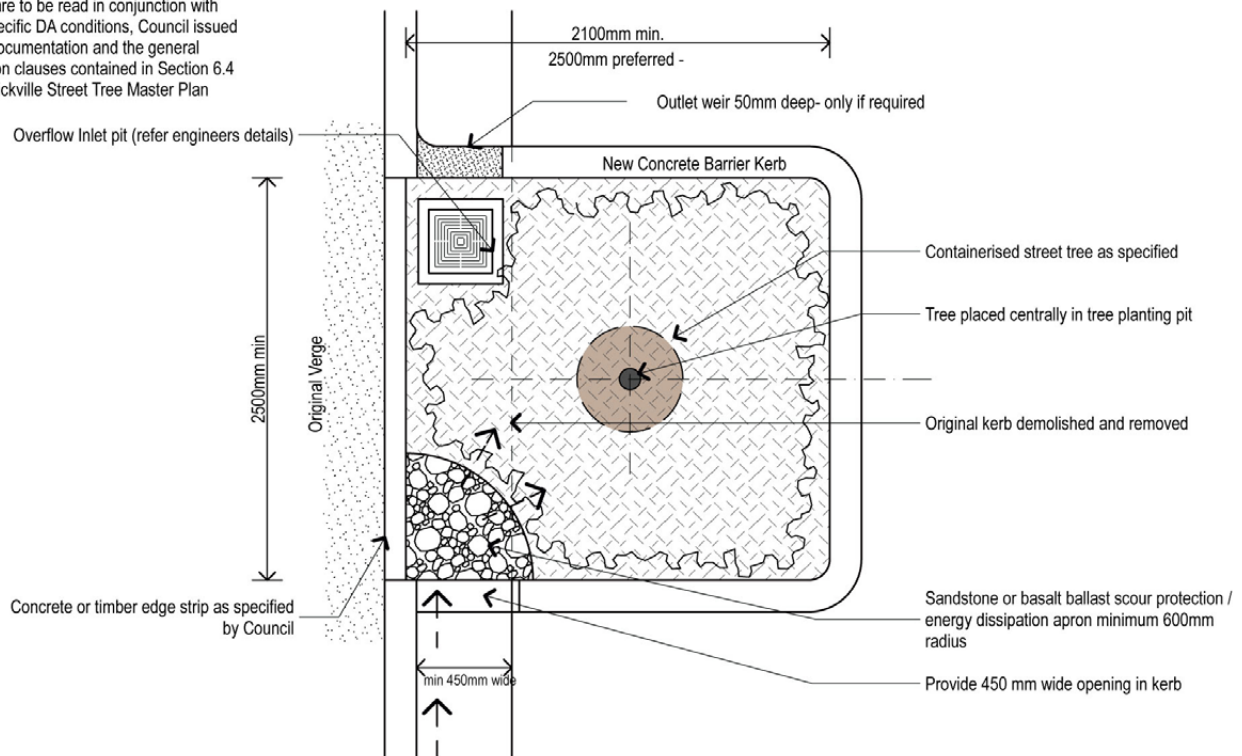 are to be read in conjunction with
DA conditions, Council issued
and the general
clauses contained in Section 6.4
Street Tree Master Plan
2100mm min.
2500mm preferred -
Outlet weir 50mm deep- only if required
Overflow Inlet pit (refer engineers details)
New Concrete Barrier Kerb
Containerised street tree as specified
Tree placed centrally in tree planting pit
2500mm min
Original Verge
Original kerb demolished and removed
Concrete or timber edge strip as specified
by Council
Sandstone or basalt ballast scour protection /
energy dissipation apron minimum 600mm
radius
min 450mm wide
Provide 450 mm wide opening in kerb